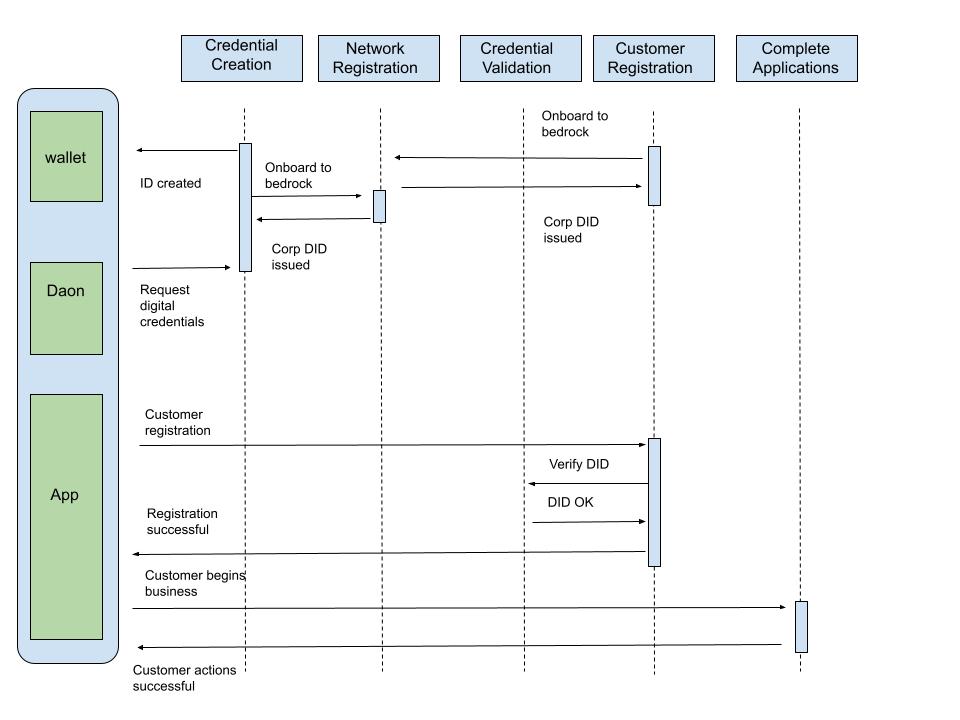 Credential
Creation
Network
Registration
Credential
Validation
Customer
Registration
Complete
Applications
wallet
Daon
App
Onboard to
bedrock
ID created
Onboard to
bedrock
Corp DID
issued
Corp DID
issued
Request
digital
credentials
Customer
registration
Verify DID
DID OK
Registration
successful
Customer begins
business
Customer actions
successful